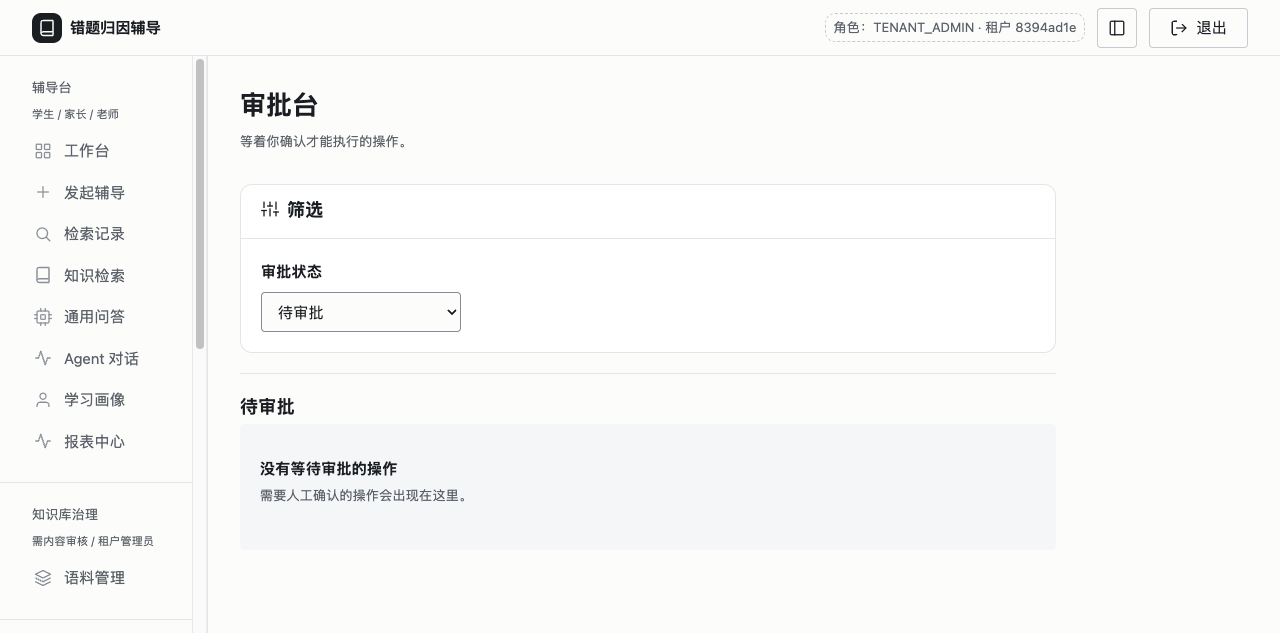 错题归因辅导
角色：TENANT_ADMIN · 租户 8394ad1e
退出
辅导台
学生 / 家长 / 老师
工作台
发起辅导
检索记录
知识检索
通用问答
Agent 对话
学习画像
报表中心
知识库治理
需内容审核 / 租户管理员
语料管理
审批台
等着你确认才能执行的操作。
筛选
审批状态
待审批
待审批
没有等待审批的操作
需要人工确认的操作会出现在这里。